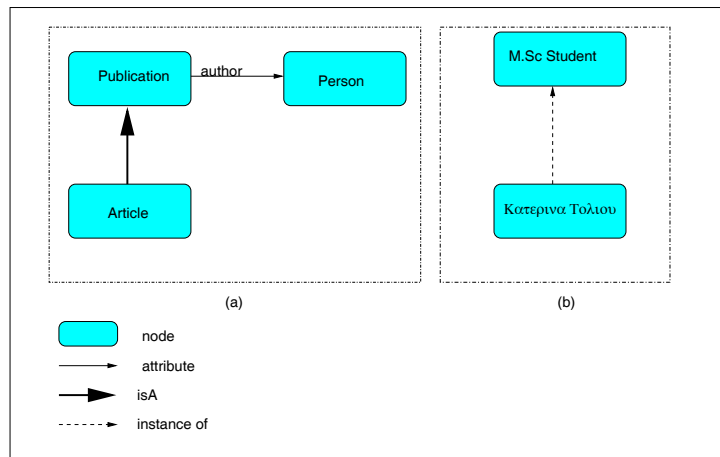 Publication
author
Person
Article
(a)
M.Sc Student
Κατερινα Τολιου
(b)
node
attribute
isA
instance of